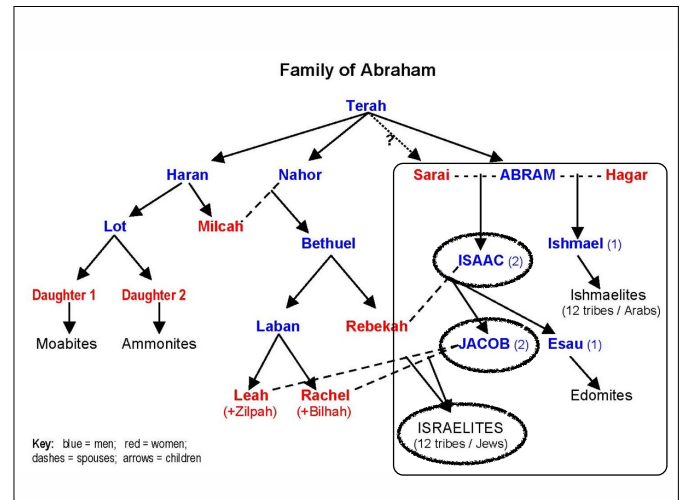 Family of Abraham
Terah
?
Haran
Nahor
Sarai ABRAM Hagar
Lot
Milcah
Bethuel
Ishmael (1)
ISAAC (2)
Daughter 1
Daughter 2
Ishmaelites
(12 tribes / Arabs)
Laban
Rebekah
Moabites
Ammonites
JACOB (2)
Esau (1)
Leah
(+Zilpah)
Rachel
(+Bilhah)
Edomites
ISRAELITES
(12 tribes / Jews)
Key: blue = men; red = women;
dashes = spouses; arrows = children